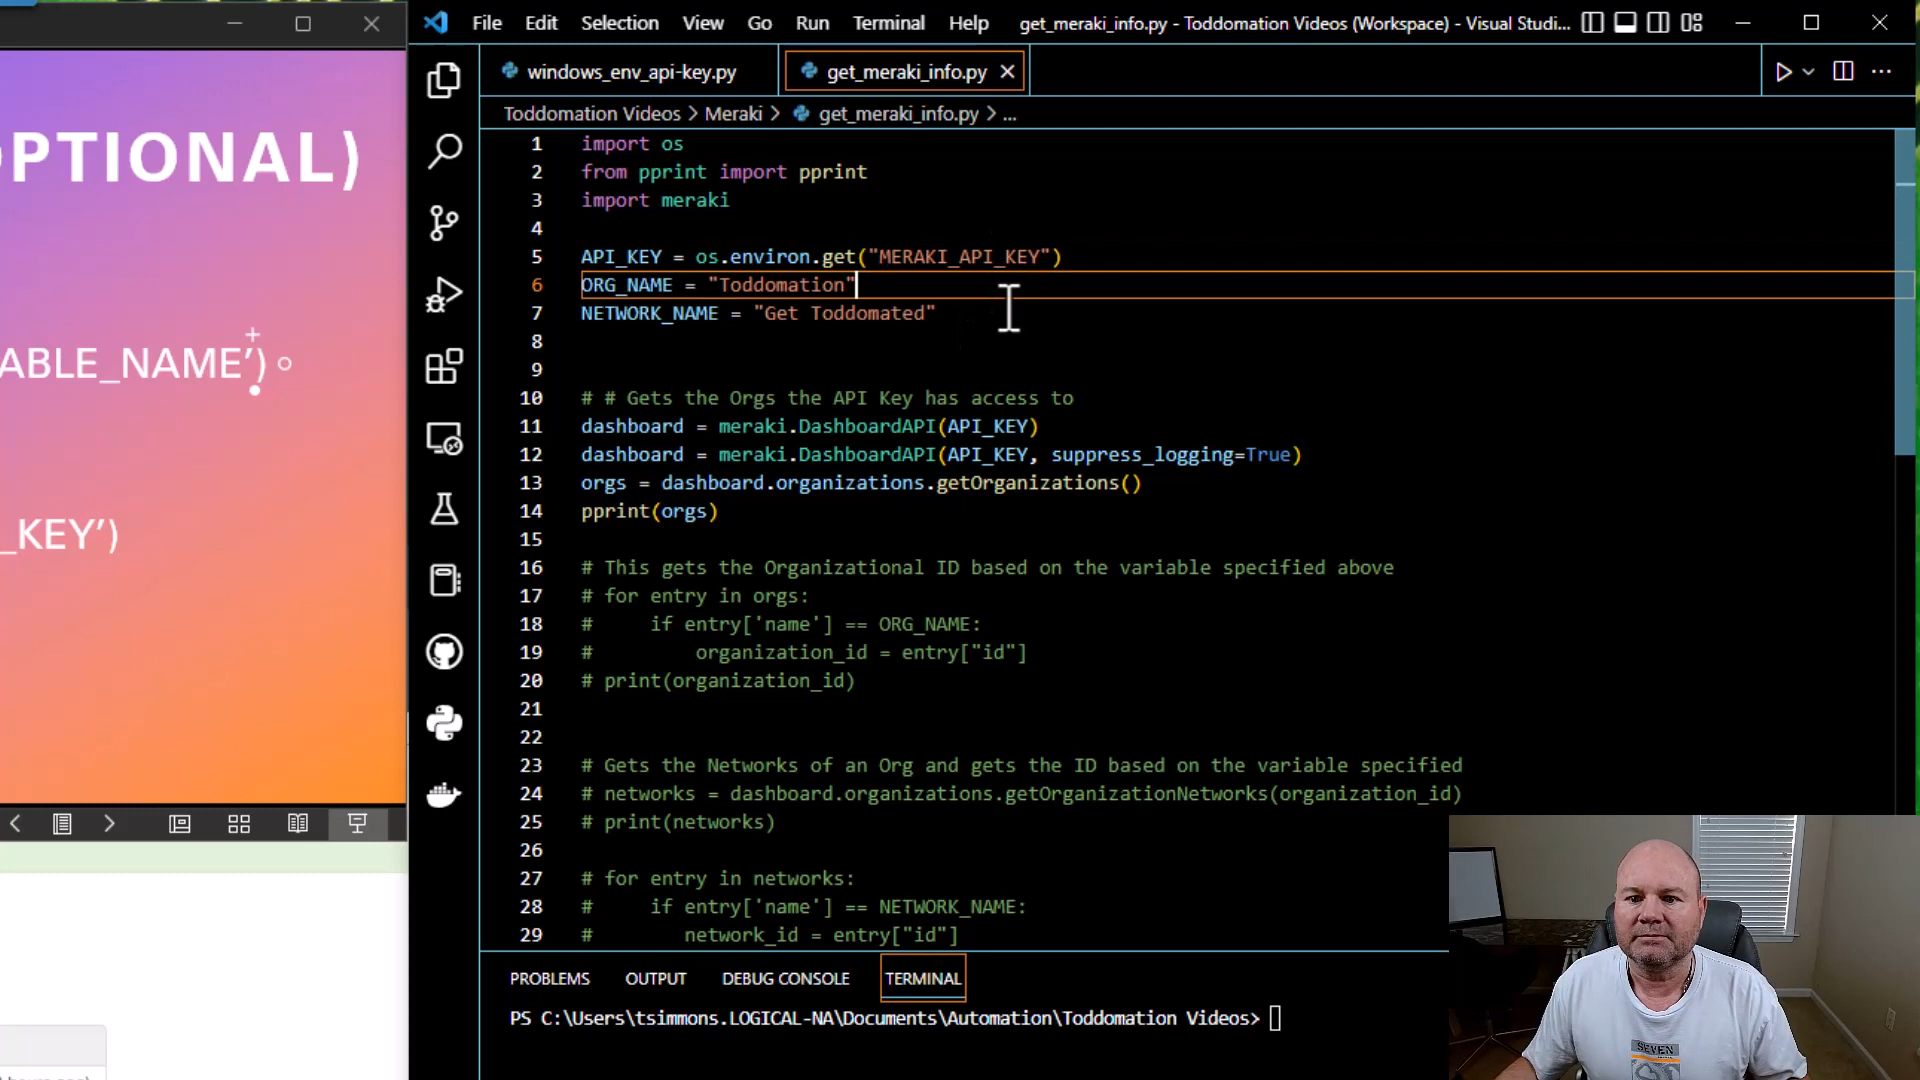 OPTIONAL)
ABLE_NAME')
_KEY')
File Edit Selection View Go Run Terminal Help get_meraki_info.py - Toddomation Videos (Workspace) - Visual Studi...
windows_env_api-key.py get_meraki_info.py
Toddomation Videos > Meraki > get_meraki_info.py > ...
1 import os
2 from pprint import pprint
3 import meraki
4
5 API_KEY = os.environ.get("MERAKI_API_KEY")
6 ORG_NAME = "Toddomation"
7 NETWORK_NAME = "Get Toddomated"
8
9
10 # # Gets the Orgs the API Key has access to
11 dashboard = meraki.DashboardAPI(API_KEY)
12 dashboard = meraki.DashboardAPI(API_KEY, suppress_logging=True)
13 orgs = dashboard.organizations.getOrganizations()
14 pprint(orgs)
15
16 # This gets the Organizational ID based on the variable specified above
17 # for entry in orgs:
18 #     if entry['name'] == ORG_NAME:
19 #         organization_id = entry["id"]
20 # print(organization_id)
21
22
23 # Gets the Networks of an Org and gets the ID based on the variable specified
24 # networks = dashboard.organizations.getOrganizationNetworks(organization_id)
25 # print(networks)
26
27 # for entry in networks:
28 #     if entry['name'] == NETWORK_NAME:
29 #        network_id = entry["id"]
PROBLEMS OUTPUT DEBUG CONSOLE TERMINAL
PS C:\Users\tsimmons.LOGICAL-NA\Documents\Automation\Toddomation Videos>
SEVEN